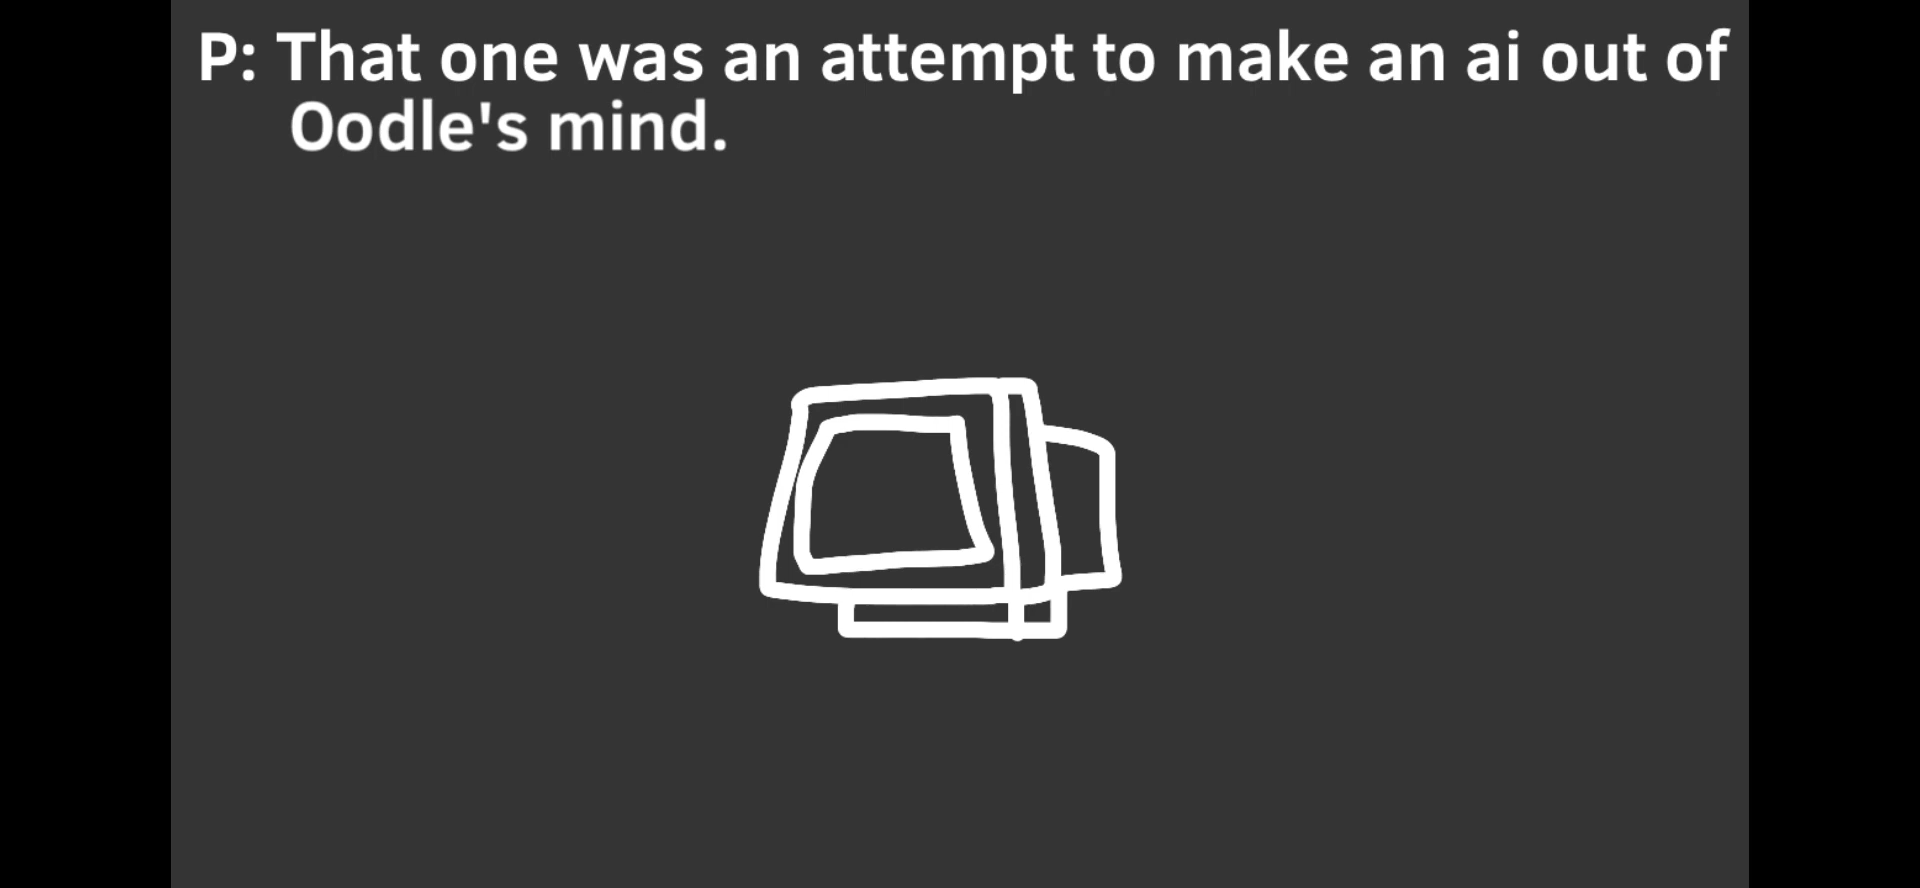 P: That one was an attempt to make an ai out of
Oodle's mind.